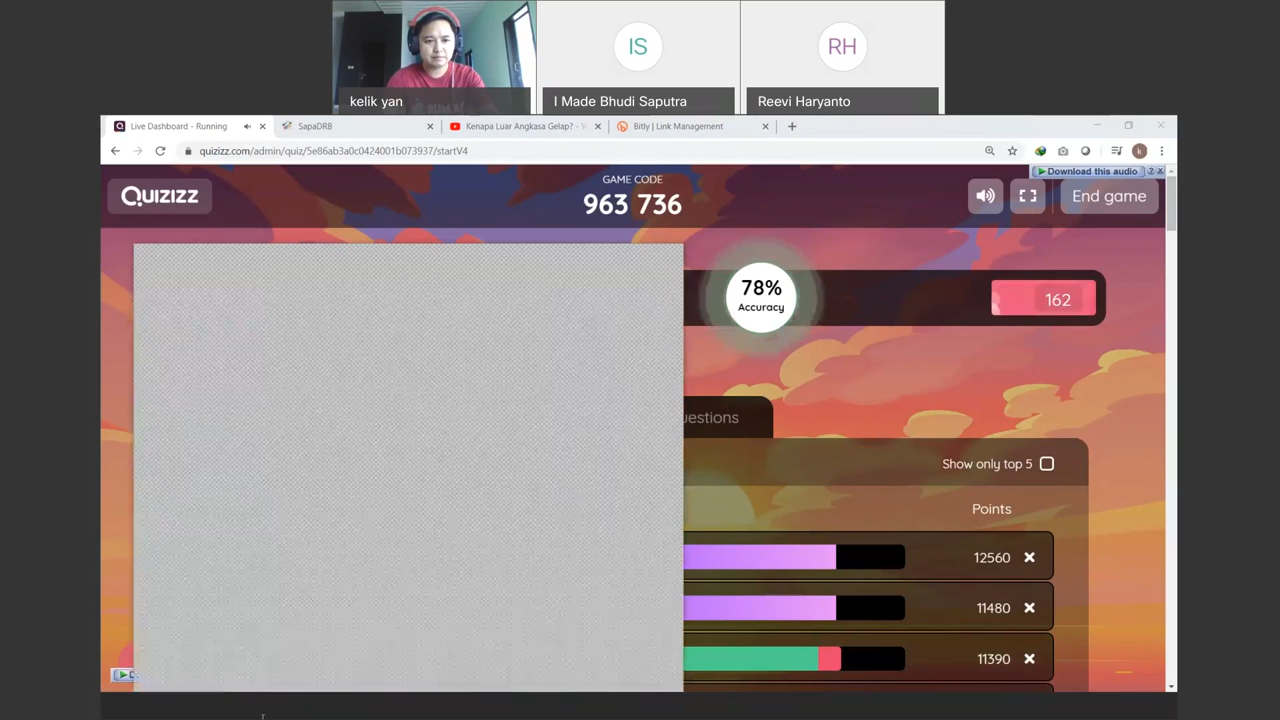 IS
RH
kelik yan
I Made Bhudi Saputra
Reevi Haryanto
Live Dashboard - Running
SapaDRB
Kenapa Luar Angkasa Gelap? - Y
Bitly | Link Management
quizizz.com/admin/quiz/5e86ab3a0c0424001b073937/startV4
k
Download this audio
? X
Quizizz
GAME CODE
963 736
End game
78%
Accuracy
162
uestions
Show only top 5
Points
12560
11480
11390